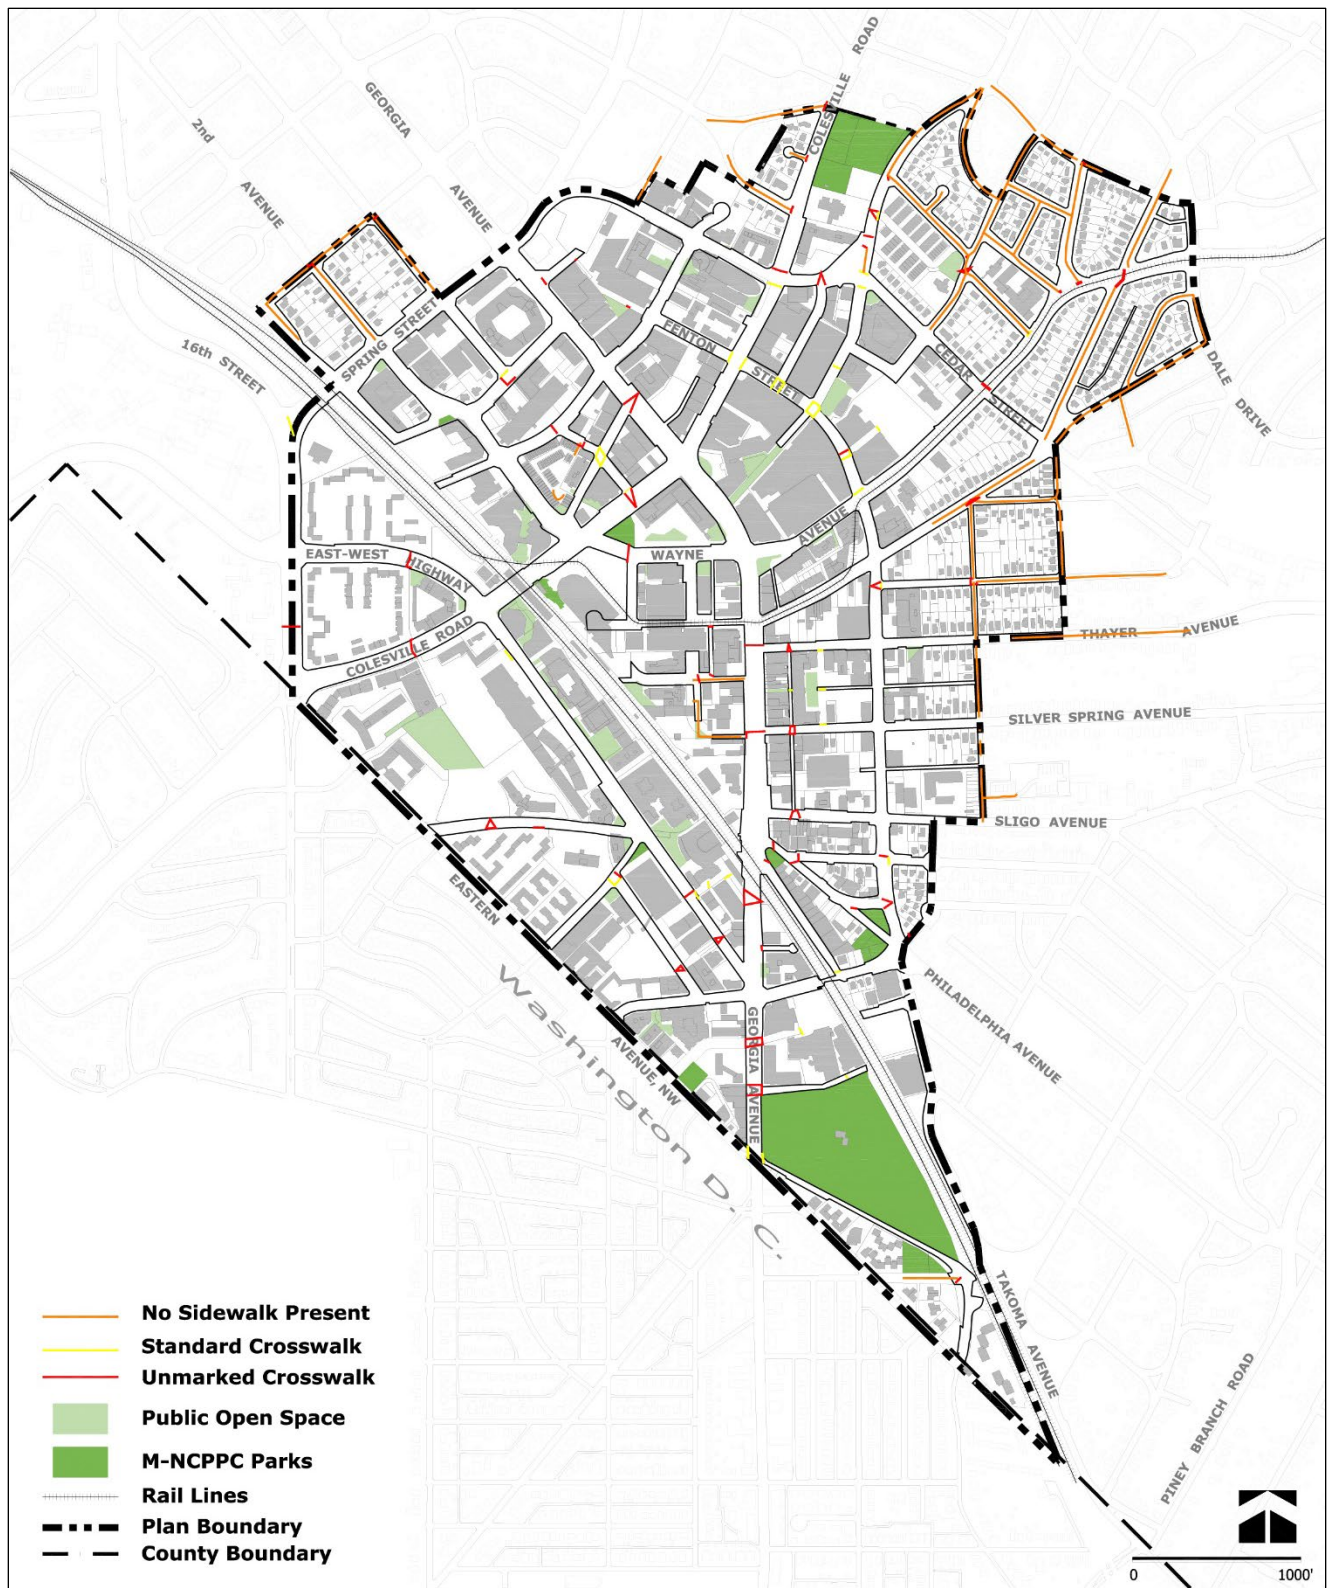 COLESVILLE ROAD
GEORGIA
AVENUE
2nd
AVENUE
16th STREET
SPRING STREET
FENTON
STREET
CEDAR
STREET
DALE DRIVE
EAST-WEST
HIGHWAY
WAYNE
AVENUE
COLESVILLE ROAD
THAYER AVENUE
SILVER SPRING AVENUE
SLIGO AVENUE
EASTERN
AVENUE, NW
Washington D. C.
GEORGIA AVENUE
PHILADELPHIA AVENUE
TAKOMA AVENUE
PINEY BRANCH ROAD
No Sidewalk Present
Standard Crosswalk
Unmarked Crosswalk
Public Open Space
M-NCPPC Parks
Rail Lines
Plan Boundary
County Boundary
0 1000'